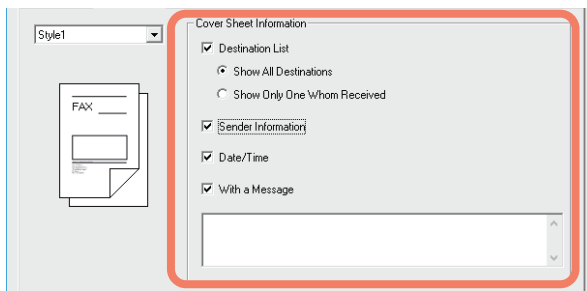 Style1
Cover Sheet Information
Destination List
Show All Destinations
Show Only One Whom Received
FAX
Sender Information
Date/Time
With a Message